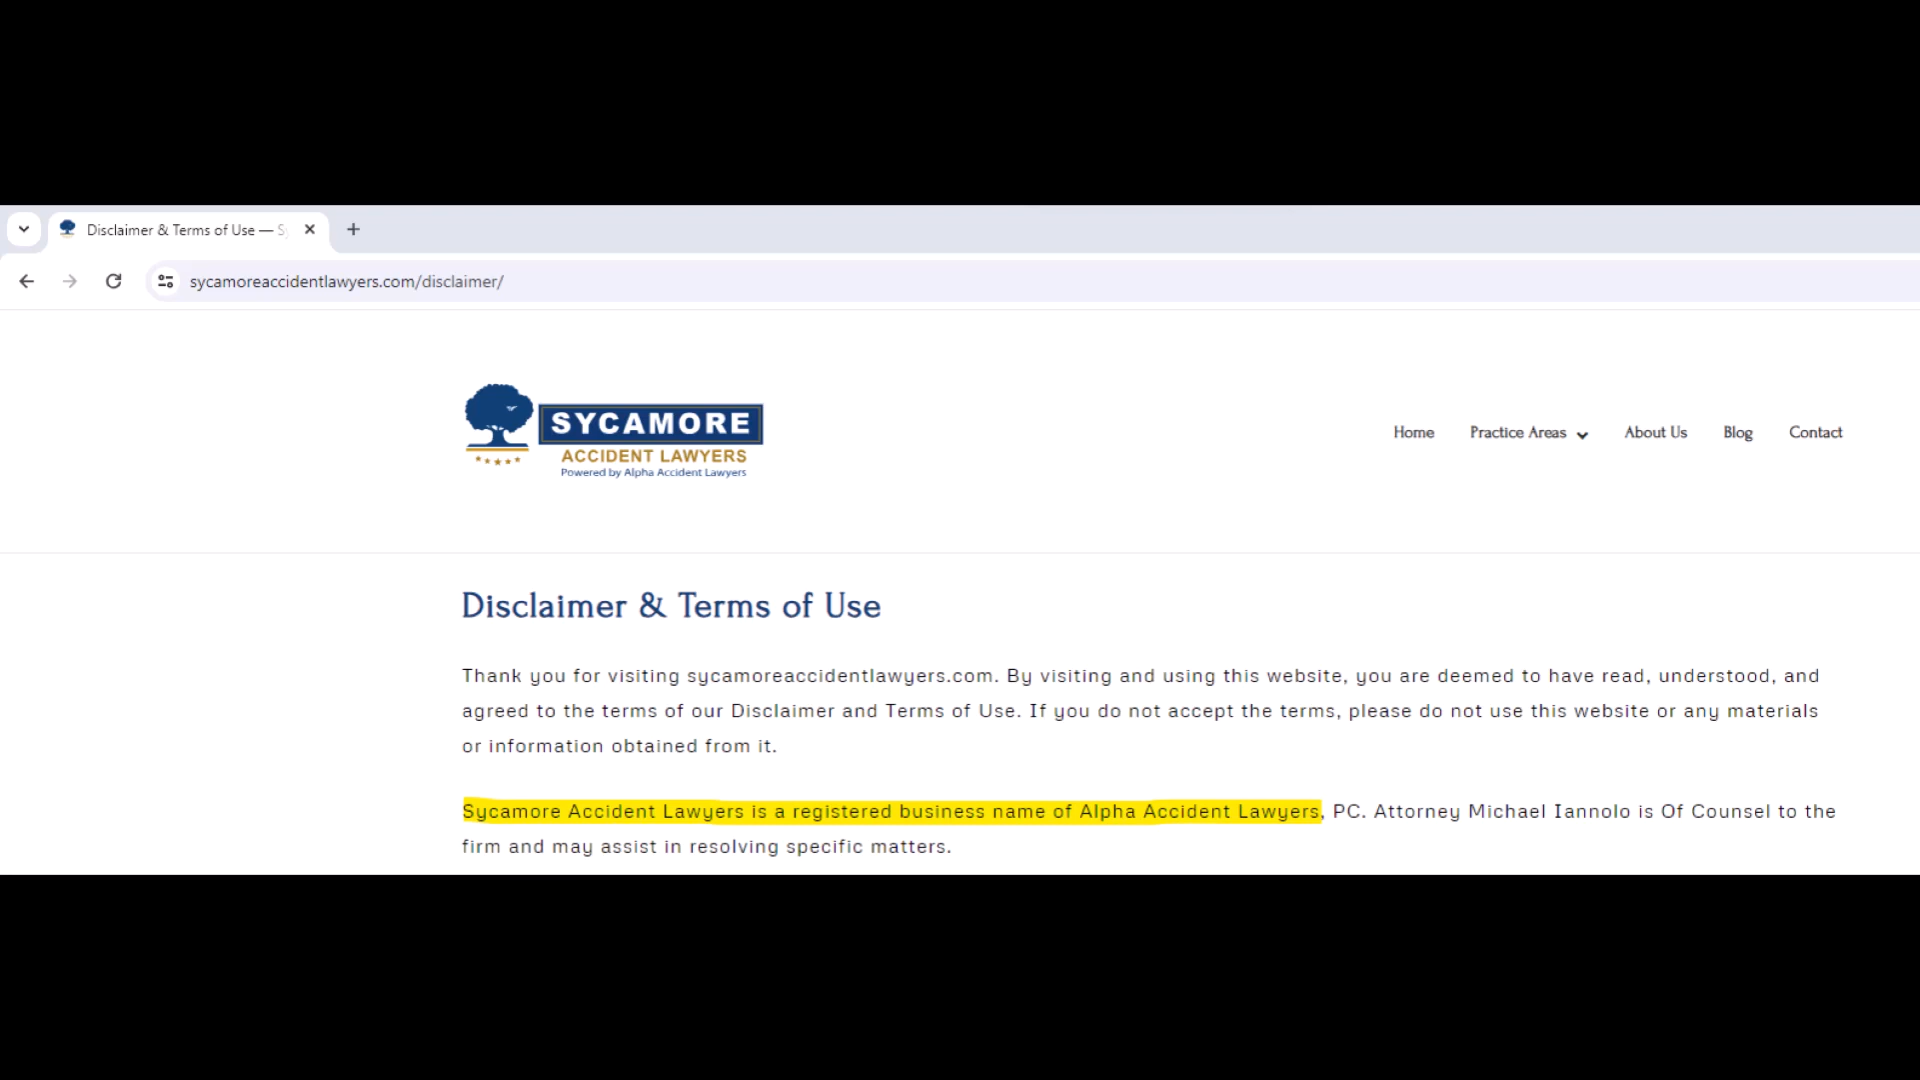 Disclaimer & Terms of Use — S
sycamoreaccidentlawyers.com/disclaimer/
SYCAMORE
ACCIDENT LAWYERS
Powered by Alpha Accident Lawyers
Home Practice Areas About Us Blog Contact
Disclaimer & Terms of Use
Thank you for visiting sycamoreaccidentlawyers.com. By visiting and using this website, you are deemed to have read, understood, and
agreed to the terms of our Disclaimer and Terms of Use. If you do not accept the terms, please do not use this website or any materials
or information obtained from it.
Sycamore Accident Lawyers is a registered business name of Alpha Accident Lawyers, PC. Attorney Michael Iannolo is Of Counsel to the
firm and may assist in resolving specific matters.